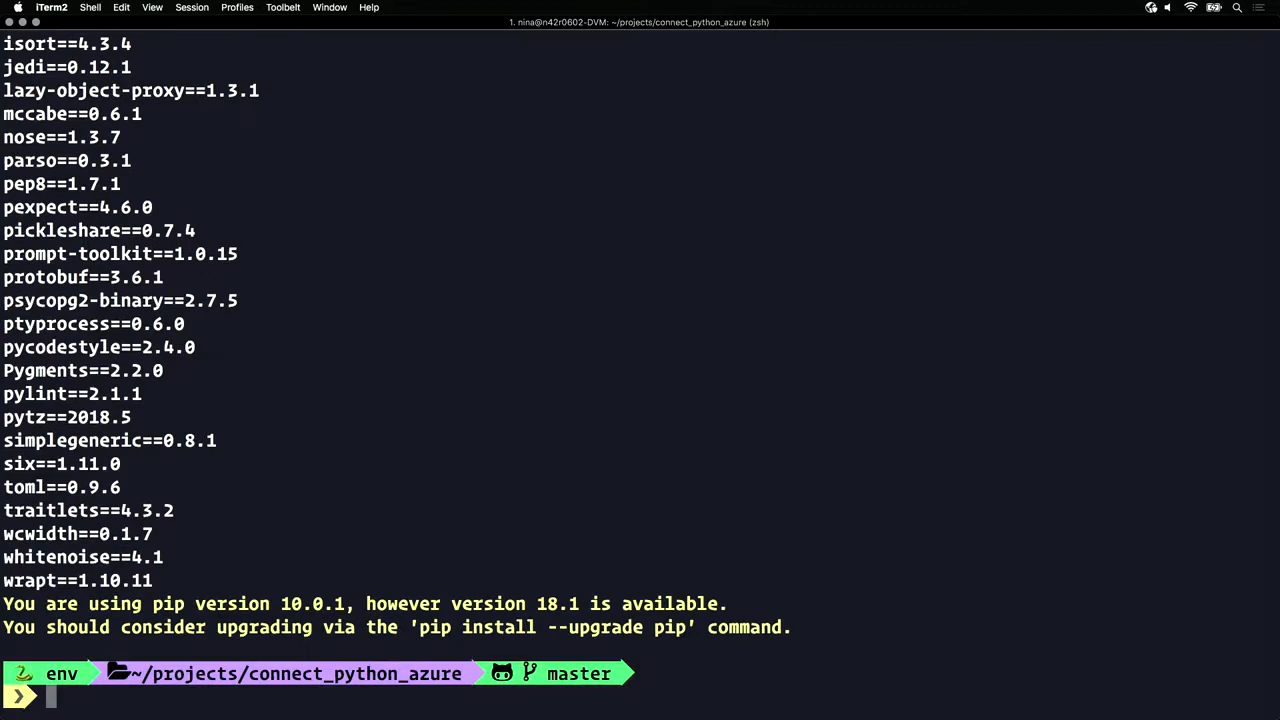 iTerm2 Shell Edit View Session Profiles Toolbelt Window Help
1. nina@n42r0602-DVM: ~/projects/connect_python_azure (zsh)
isort==4.3.4
jedi==0.12.1
lazy-object-proxy==1.3.1
mccabe==0.6.1
nose==1.3.7
parso==0.3.1
pep8==1.7.1
pexpect==4.6.0
pickleshare==0.7.4
prompt-toolkit==1.0.15
protobuf==3.6.1
psycopg2-binary==2.7.5
ptyprocess==0.6.0
pycodestyle==2.4.0
Pygments==2.2.0
pylint==2.1.1
pytz==2018.5
simplegeneric==0.8.1
six==1.11.0
toml==0.9.6
traitlets==4.3.2
wcwidth==0.1.7
whitenoise==4.1
wrapt==1.10.11
You are using pip version 10.0.1, however version 18.1 is available.
You should consider upgrading via the 'pip install --upgrade pip' command.
env ~/projects/connect_python_azure master
❯